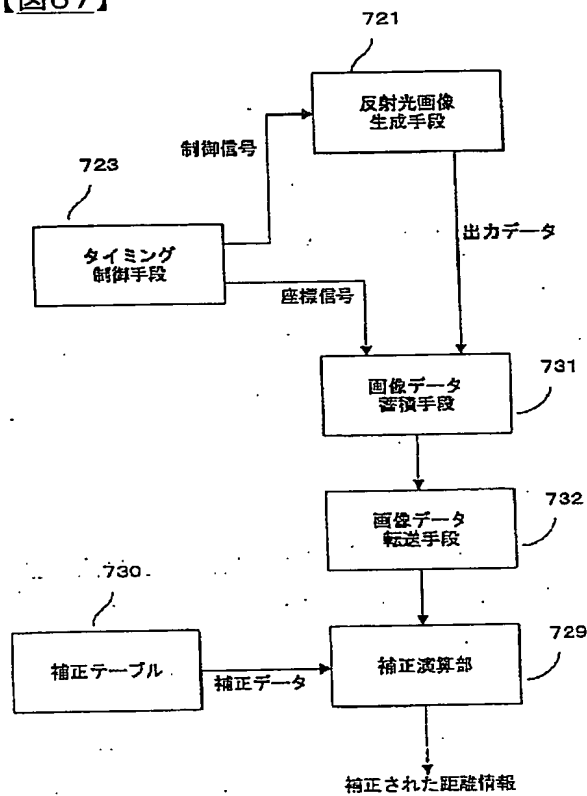 【図67】
721
反射光画像
生成手段
制御信号
723
タイミング
制御手段
出力データ
座標信号
画像データ
蓄積手段
731
画像データ
転送手段
732
730
補正テーブル
補正データ
補正演算部
729
補正された距離情報